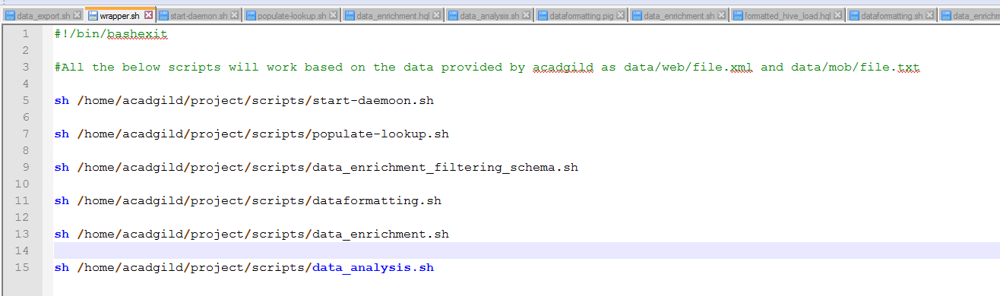 data_export.sh wrapper.sh start-daemon.sh populate-lookup.sh data_enrichment.hql data_analysis.sh dataformatting.pig data_enrichment.sh formatted_hive_load.hql dataformatting.sh data_enrichm
1 #!/bin/bashexit
2
3 #All the below scripts will work based on the data provided by acadgild as data/web/file.xml and data/mob/file.txt
4
5 sh /home/acadgild/project/scripts/start-daemoon.sh
6
7 sh /home/acadgild/project/scripts/populate-lookup.sh
8
9 sh /home/acadgild/project/scripts/data_enrichment_filtering_schema.sh
10
11 sh /home/acadgild/project/scripts/dataformatting.sh
12
13 sh /home/acadgild/project/scripts/data_enrichment.sh
14
15 sh /home/acadgild/project/scripts/data_analysis.sh